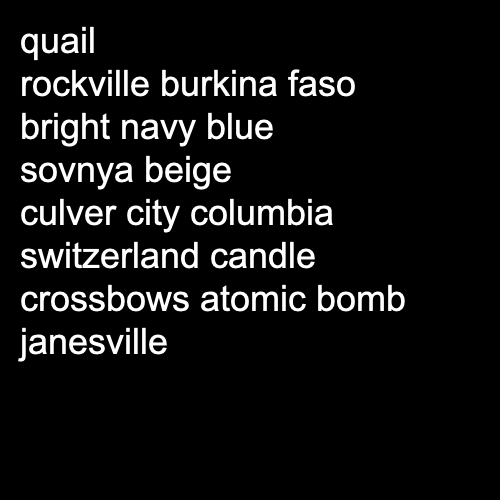 quail
rockville burkina faso
bright navy blue
sovnya beige
culver city columbia
switzerland candle
crossbows atomic bomb
janesville